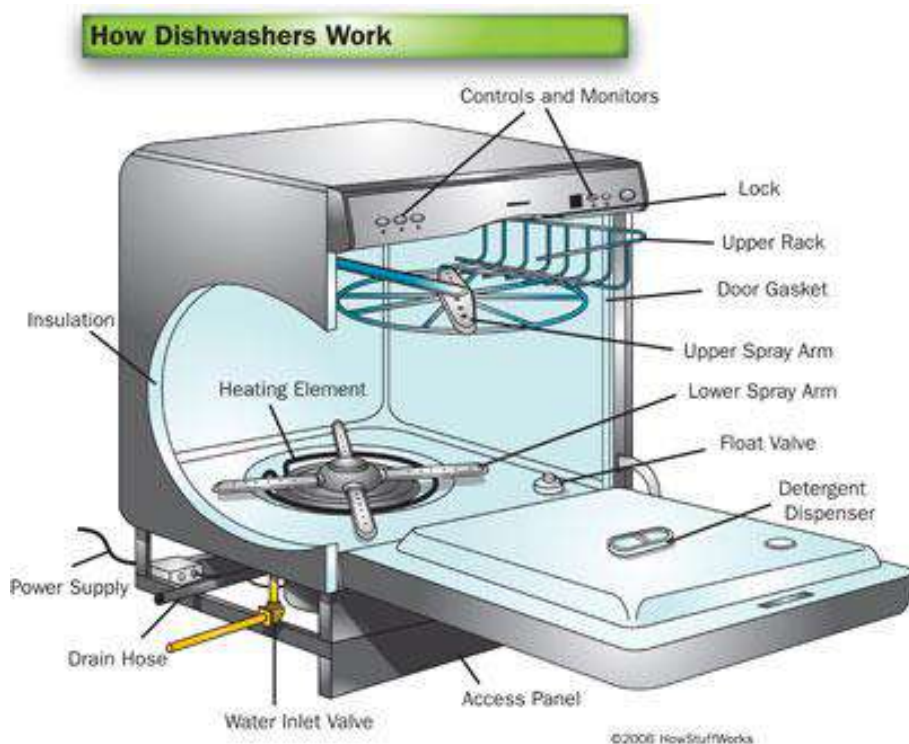 How Dishwashers Work
Controls and Monitors
Lock
Upper Rack
Door Gasket
Insulation
Upper Spray Arm
Heating Element
Lower Spray Arm
Float Valve
Detergent
Dispenser
Power Supply
Drain Hose
Access Panel
Water Inlet Valve
©2006 HowStuffWorks